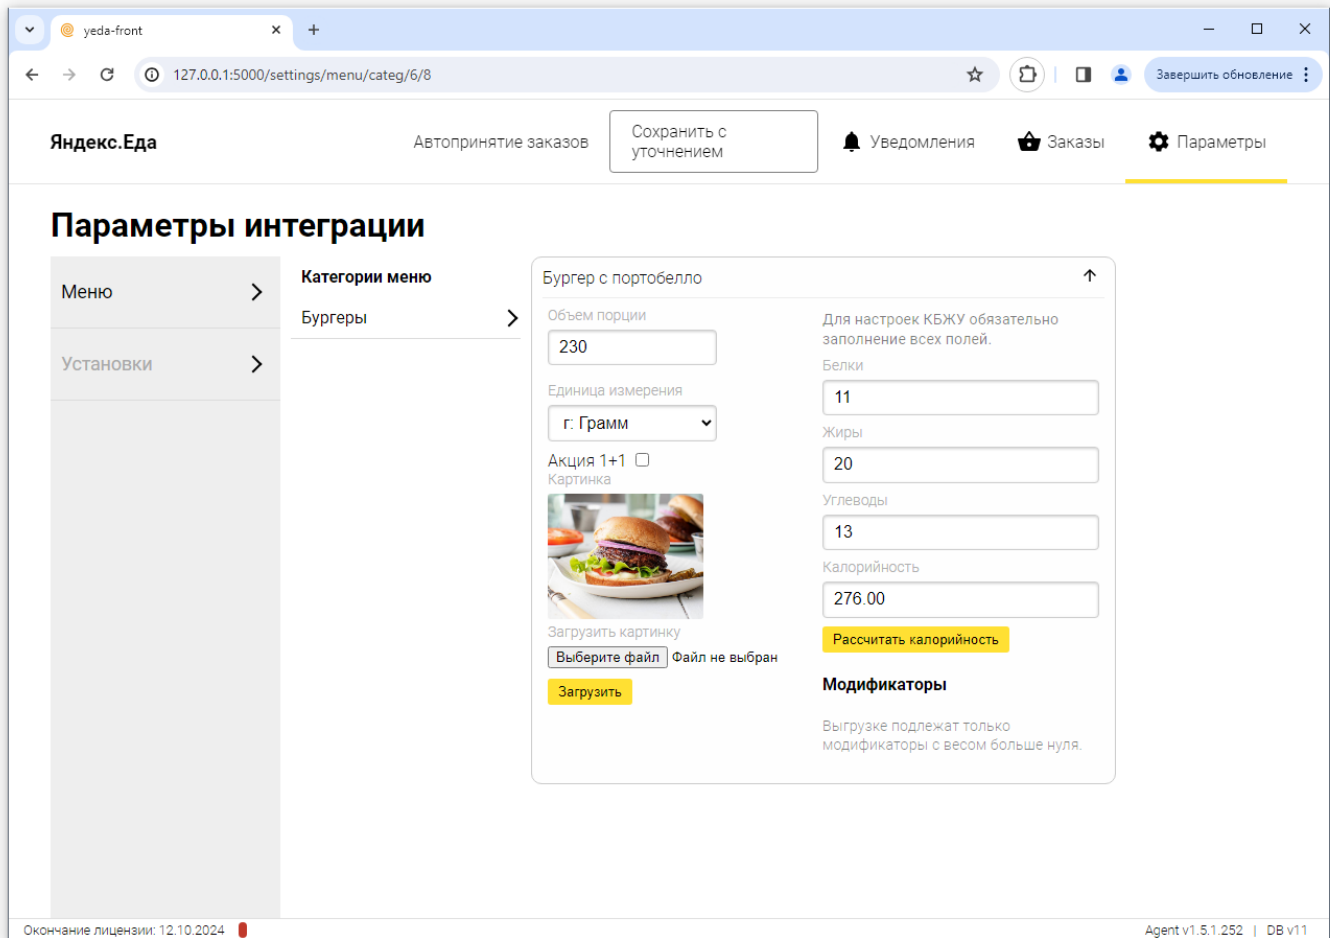 yeda-front
127.0.0.1:5000/settings/menu/categ/6/8
Завершить обновление
Яндекс.Еда
Автопринятие заказов
Сохранить с
уточнением
Уведомления
Заказы
Параметры
Параметры интеграции
Меню
Установки
Категории меню
Бургеры
Бургер с портобелло
Объем порции
230
Единица измерения
г: Грамм
Акция 1+1
Картинка
Загрузить картинку
Выберите файл Файл не выбран
Загрузить
Для настроек КБЖУ обязательно
заполнение всех полей.
Белки
11
Жиры
20
Углеводы
13
Калорийность
276.00
Рассчитать калорийность
Модификаторы
Выгрузке подлежат только
модификаторы с весом больше нуля.
Окончание лицензии: 12.10.2024
Agent v1.5.1.252 | DB v11